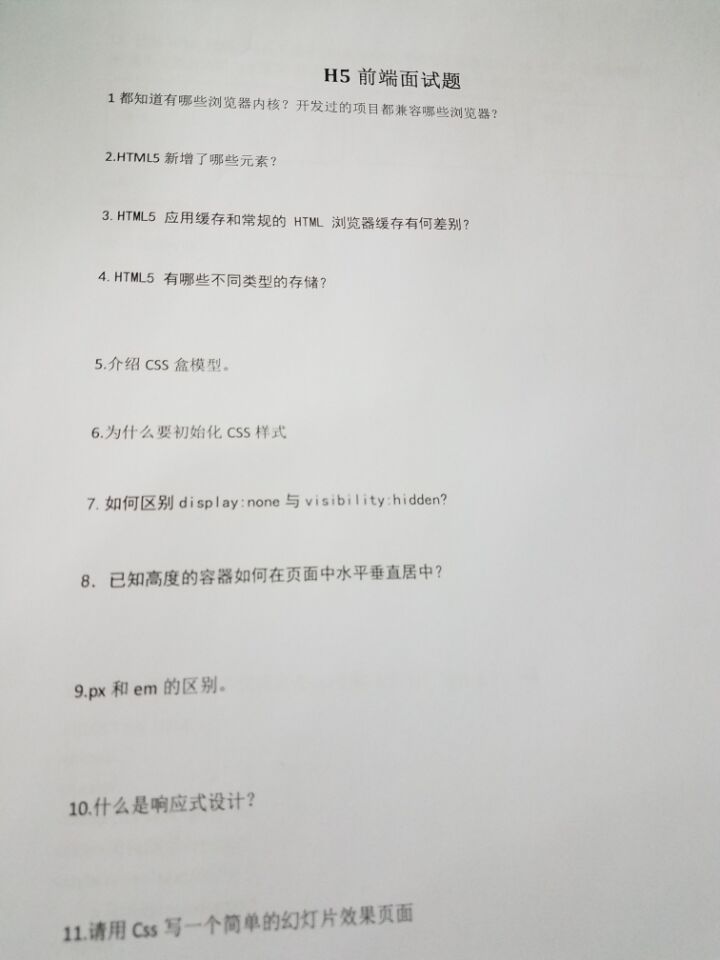 H5 前端面试题
1 都知道有哪些浏览器内核？开发过的项目都兼容哪些浏览器？
2.HTML5 新增了哪些元素？
3. HTML5 应用缓存和常规的 HTML 浏览器缓存有何差别？
4. HTML5 有哪些不同类型的存储？
5.介绍 CSS 盒模型。
6.为什么要初始化 CSS 样式
7. 如何区别 display:none 与 visibility:hidden?
8. 已知高度的容器如何在页面中水平垂直居中？
9.px 和 em 的区别。
10.什么是响应式设计？
11.请用 Css 写一个简单的幻灯片效果页面